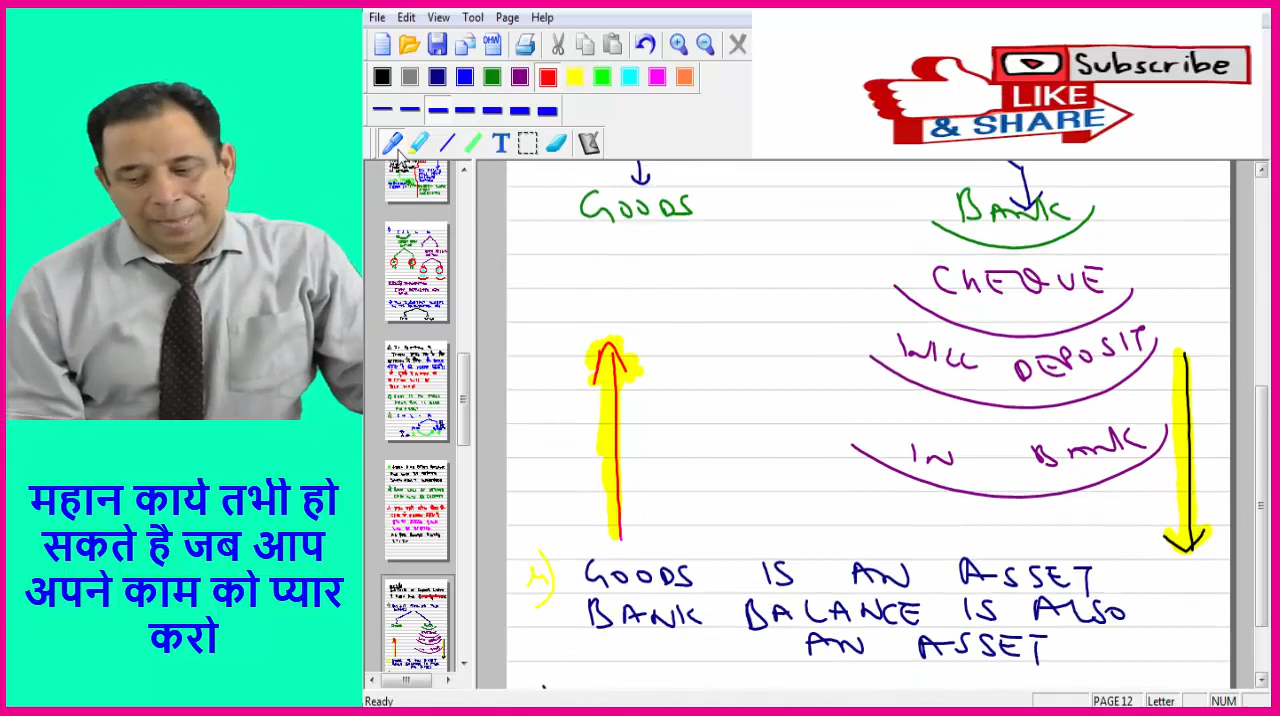 File Edit View Tool Page Help
Subscribe
LIKE
& SHARE
GOODS
BANK
CHEQUE
WILL DEPOSIT
IN BANK
GOODS IS AN ASSET
BANK BALANCE IS ALSO
AN ASSET
महान कार्य तभी हो
सकते है जब आप
अपने काम को प्यार
करो
Ready
PAGE 12 Letter NUM